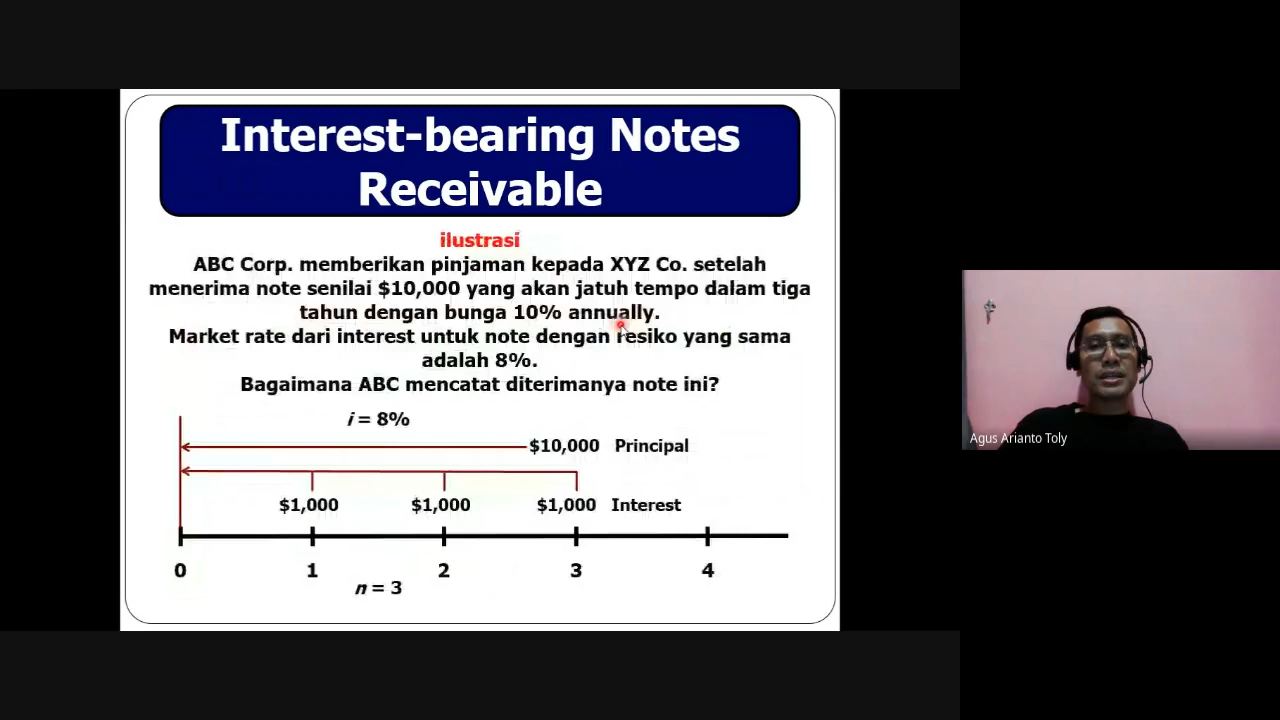 Interest-bearing Notes
Receivable
ilustrasi
ABC Corp. memberikan pinjaman kepada XYZ Co. setelah
menerima note senilai $10,000 yang akan jatuh tempo dalam tiga
tahun dengan bunga 10% annually.
Market rate dari interest untuk note dengan resiko yang sama
adalah 8%.
Bagaimana ABC mencatat diterimanya note ini?
i = 8%
$10,000 Principal
$1,000 $1,000 $1,000 Interest
0 1 2 3 4
n = 3
Agus Arianto Toly